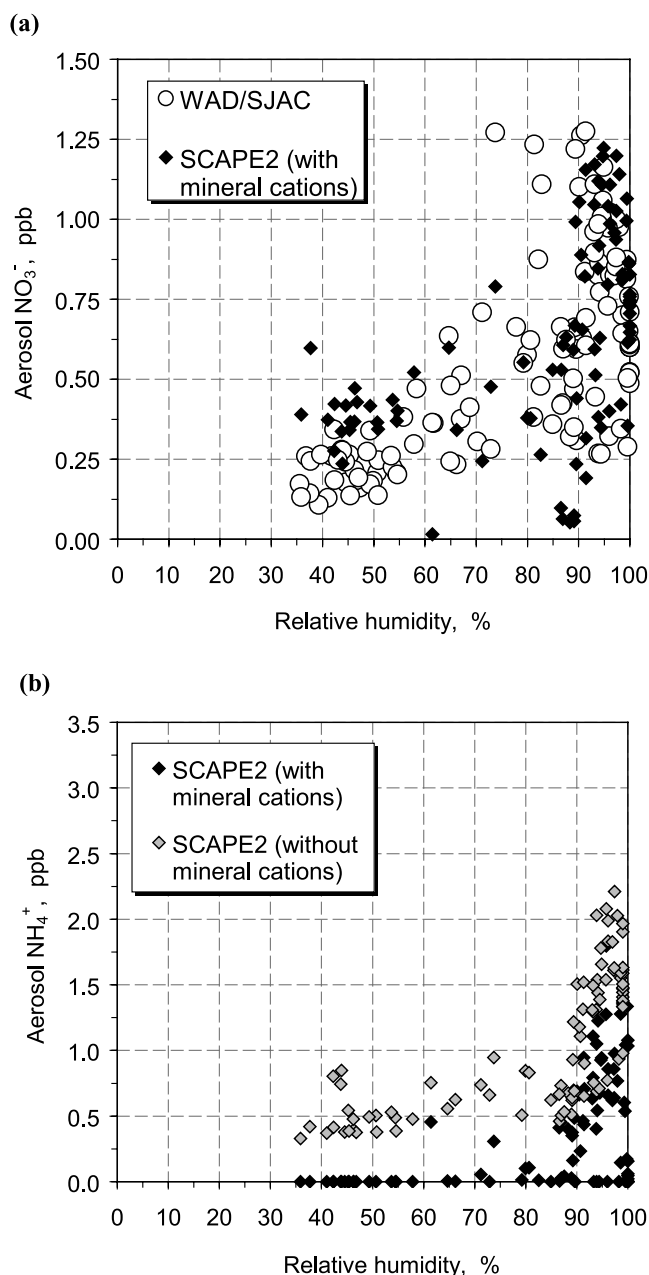 (a)
1.50
1.25
1.00
0.75
0.50
0.25
0.00
Aerosol NO₃⁻, ppb
WAD/SJAC
SCAPE2 (with
mineral cations)
0 10 20 30 40 50 60 70 80 90 100
Relative humidity, %
(b)
3.5
3.0
2.5
2.0
1.5
1.0
0.5
0.0
Aerosol NH₄⁺, ppb
SCAPE2 (with
mineral cations)
SCAPE2 (without
mineral cations)
0 10 20 30 40 50 60 70 80 90 100
Relative humidity, %